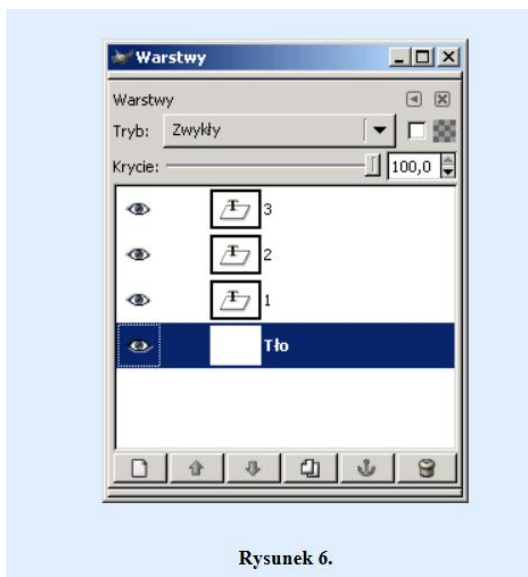 Warstwy
Warstwy
Tryb: Zwykły
Krycie: 100,0
3
2
1
Tło
Rysunek 6.